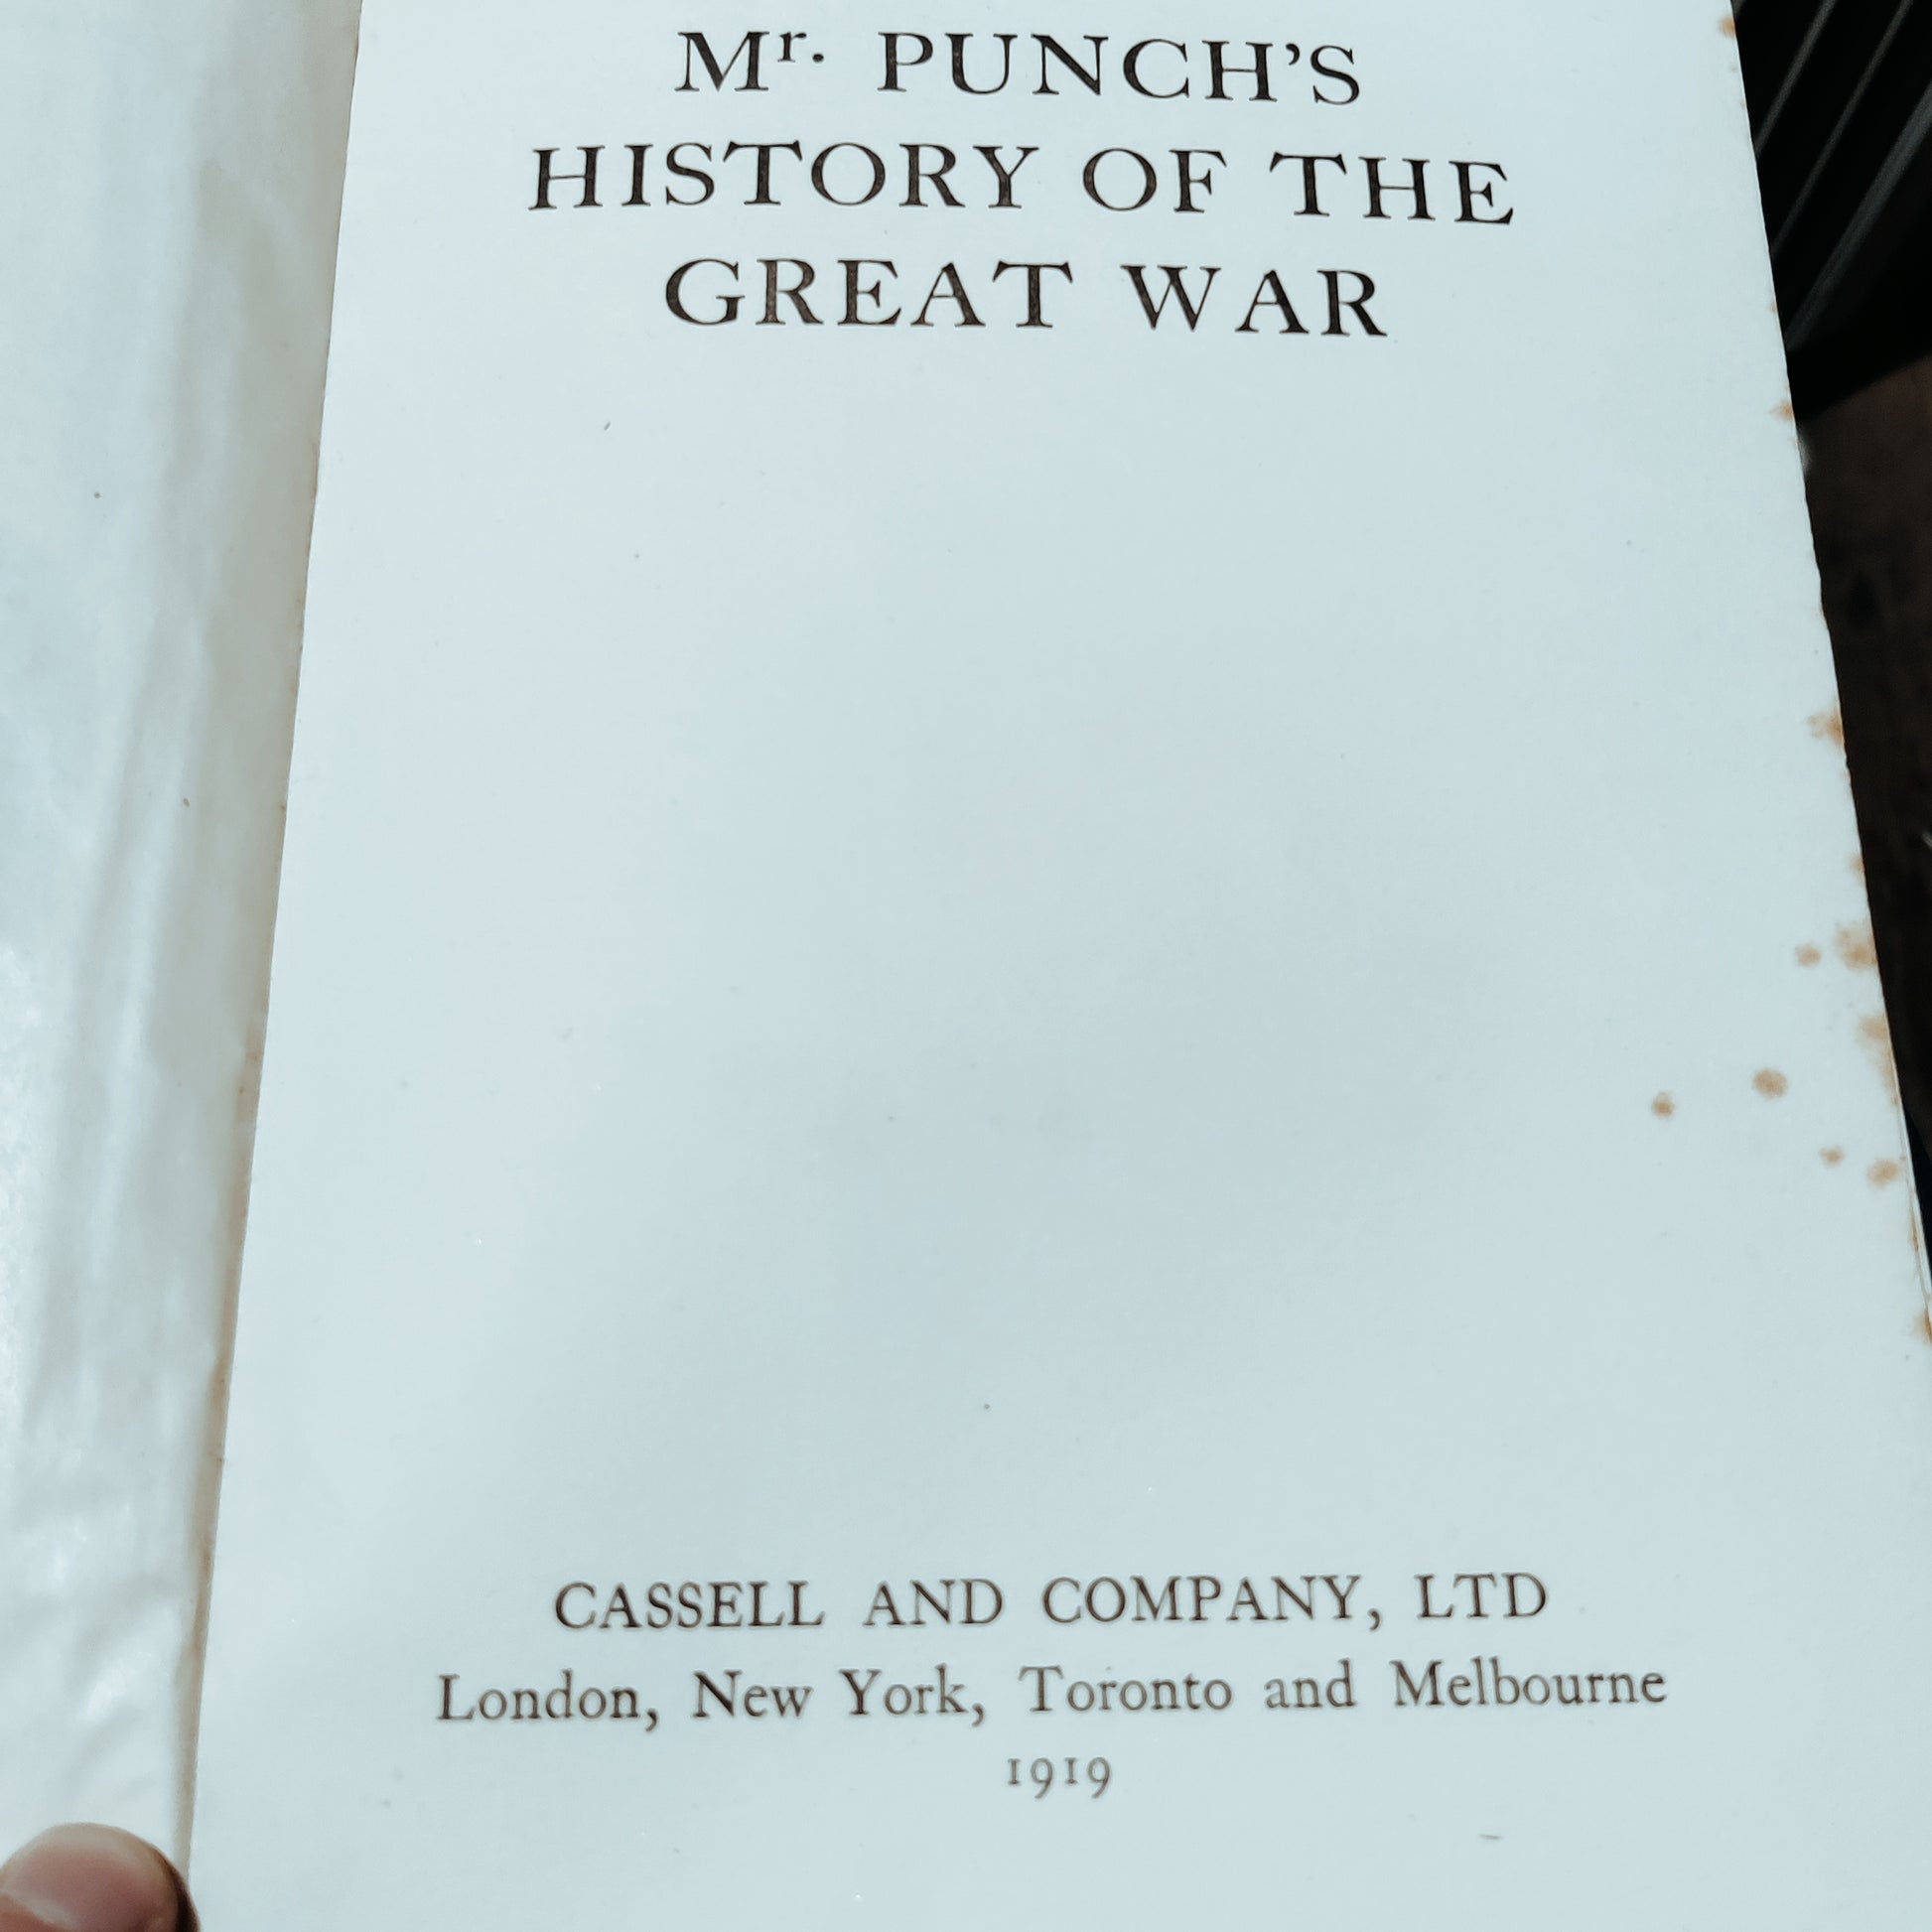 Mr. PUNCH'S
HISTORY OF THE
GREAT WAR
CASSELL AND COMPANY, LTD
London, New York, Toronto and Melbourne
1919